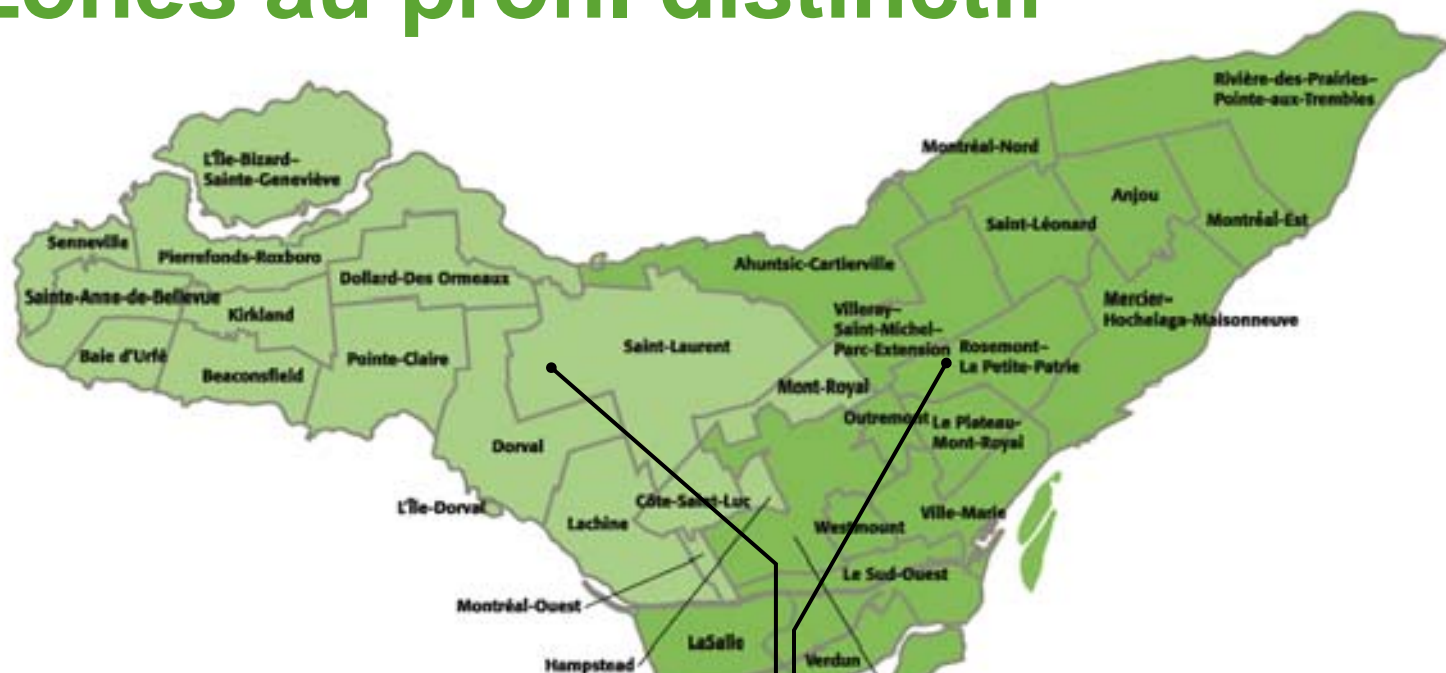 Zones au profil distinctif
Rivière-des-Prairies–
Pointe-aux-Trembles
Montréal-Nord
L'Île-Bizard–
Sainte-Geneviève
Anjou
Saint-Léonard
Montréal-Est
Senneville
Pierrefonds-Roxboro
Ahuntsic-Cartierville
Dollard-Des Ormeaux
Sainte-Anne-de-Bellevue
Kirkland
Mercier–
Hochelaga-Maisonneuve
Villeray–
Saint-Michel–
Parc-Extension
Rosemont–
La Petite-Patrie
Saint-Laurent
Baie d'Urfé
Pointe-Claire
Beaconsfield
Mont-Royal
Outremont
Le Plateau-
Mont-Royal
Dorval
Côte-Saint-Luc
L'Île-Dorval
Lachine
Westmount
Ville-Marie
Le Sud-Ouest
Montréal-Ouest
LaSalle
Verdun
Hampstead